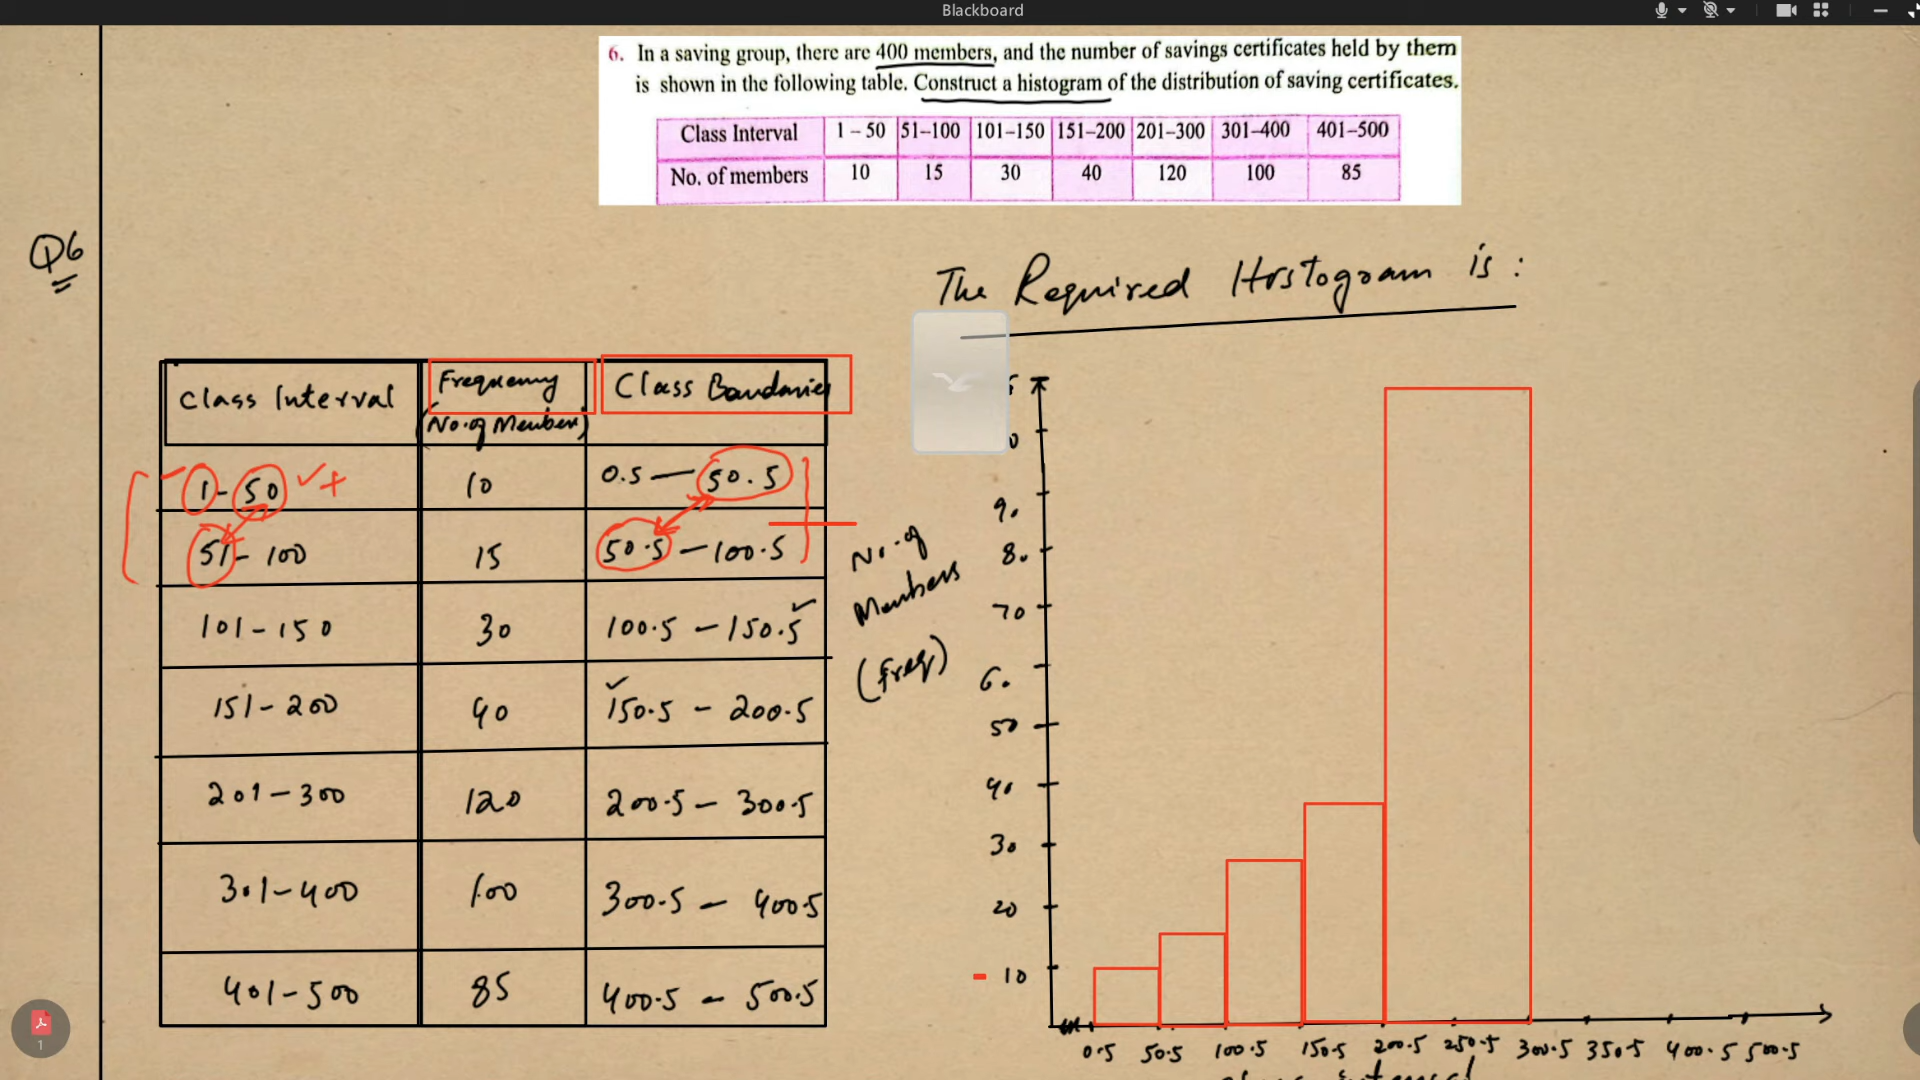 Blackboard
6. In a saving group, there are 400 members, and the number of savings certificates held by them
is shown in the following table. Construct a histogram of the distribution of saving certificates.
Class Interval 1 – 50 51–100 101–150 151–200 201–300 301–400 401–500
No. of members 10 15 30 40 120 100 85
Q6
The Required Histogram is :
Class Interval Frequency (No. of Member) Class Boundaries
1 - 50 10 0.5 — 50.5
51 - 100 15 50.5 – 100.5
101 - 150 30 100.5 – 150.5
151 - 200 40 150.5 - 200.5
201 – 300 120 200.5 – 300.5
301 – 400 100 300.5 – 400.5
401 - 500 85 400.5 – 500.5
No. of
Members
(freq)
90
80
70
60
50
40
30
20
- 10
0.5 50.5 100.5 150.5 200.5 250.5 300.5 350.5 400.5 500.5
1